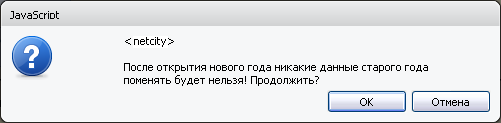 JavaScript
<netcity>
После открытия нового года никакие данные старого года
поменять будет нельзя! Продолжить?
OK
Отмена